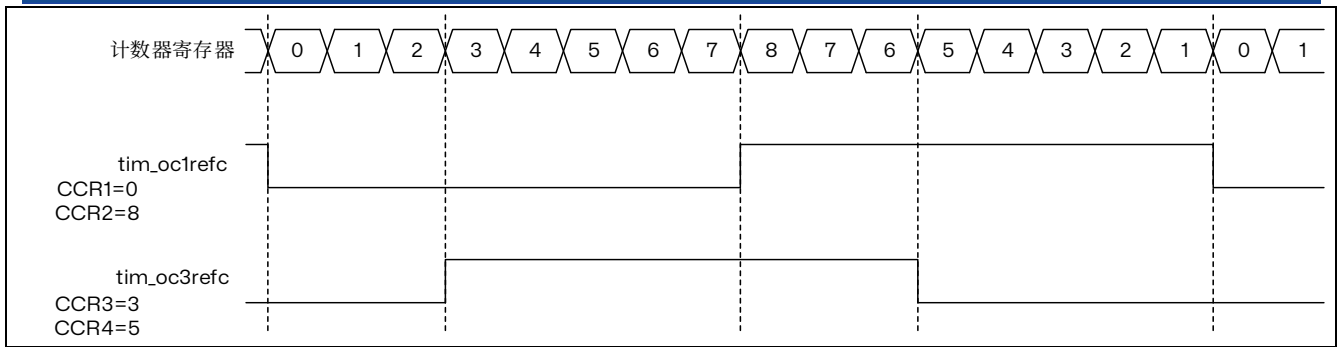 计数器寄存器 0 1 2 3 4 5 6 7 8 7 6 5 4 3 2 1 0 1
tim_oc1refc
CCR1=0
CCR2=8
tim_oc3refc
CCR3=3
CCR4=5